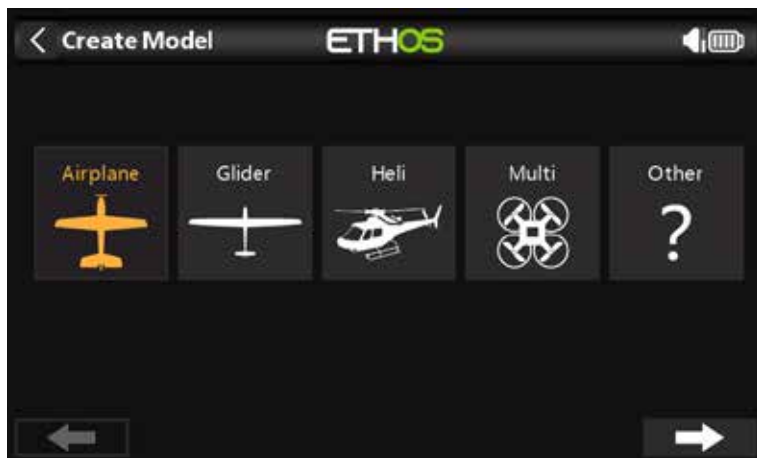 Create Model
ETHOS
Airplane
Glider
Heli
Multi
Other
?